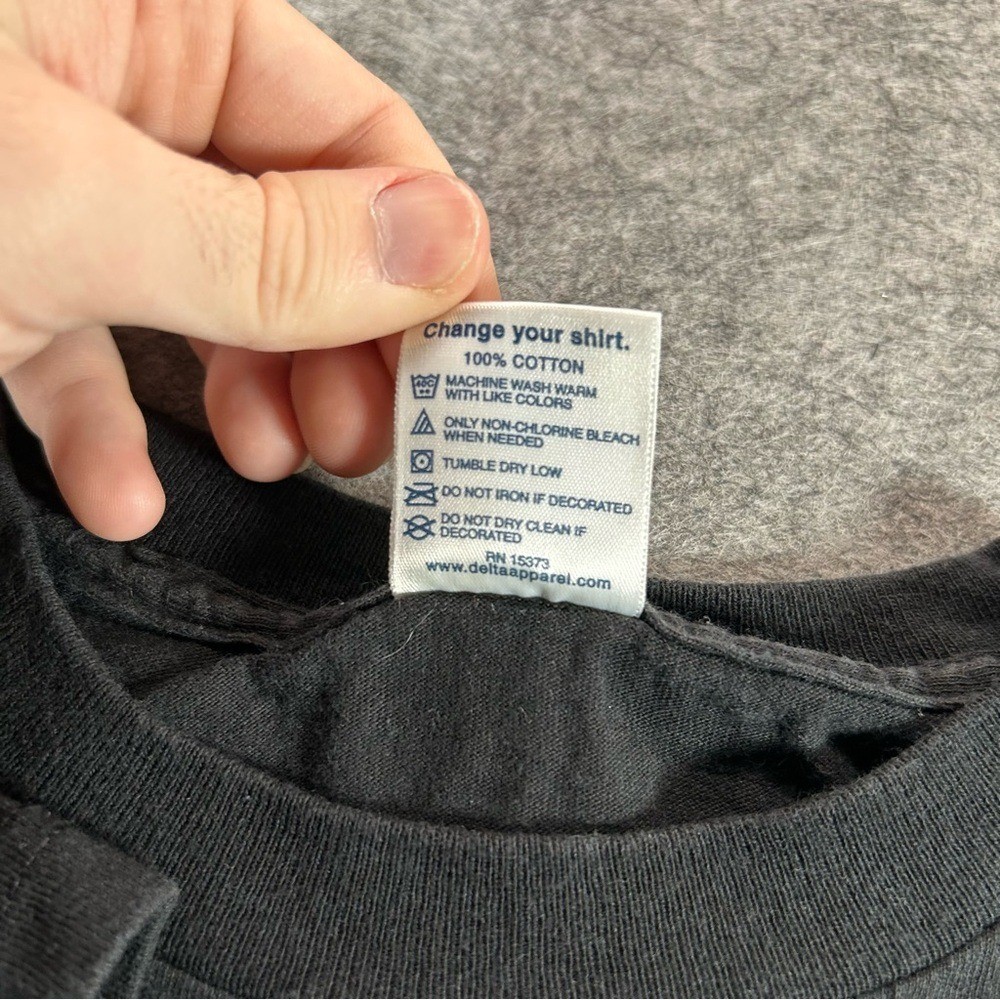 Change your shirt.
100% COTTON
40C
MACHINE WASH WARM
WITH LIKE COLORS
ONLY NON-CHLORINE BLEACH
WHEN NEEDED
TUMBLE DRY LOW
DO NOT IRON IF DECORATED
DO NOT DRY CLEAN IF
DECORATED
RN 15373
www.deltaapparel.com